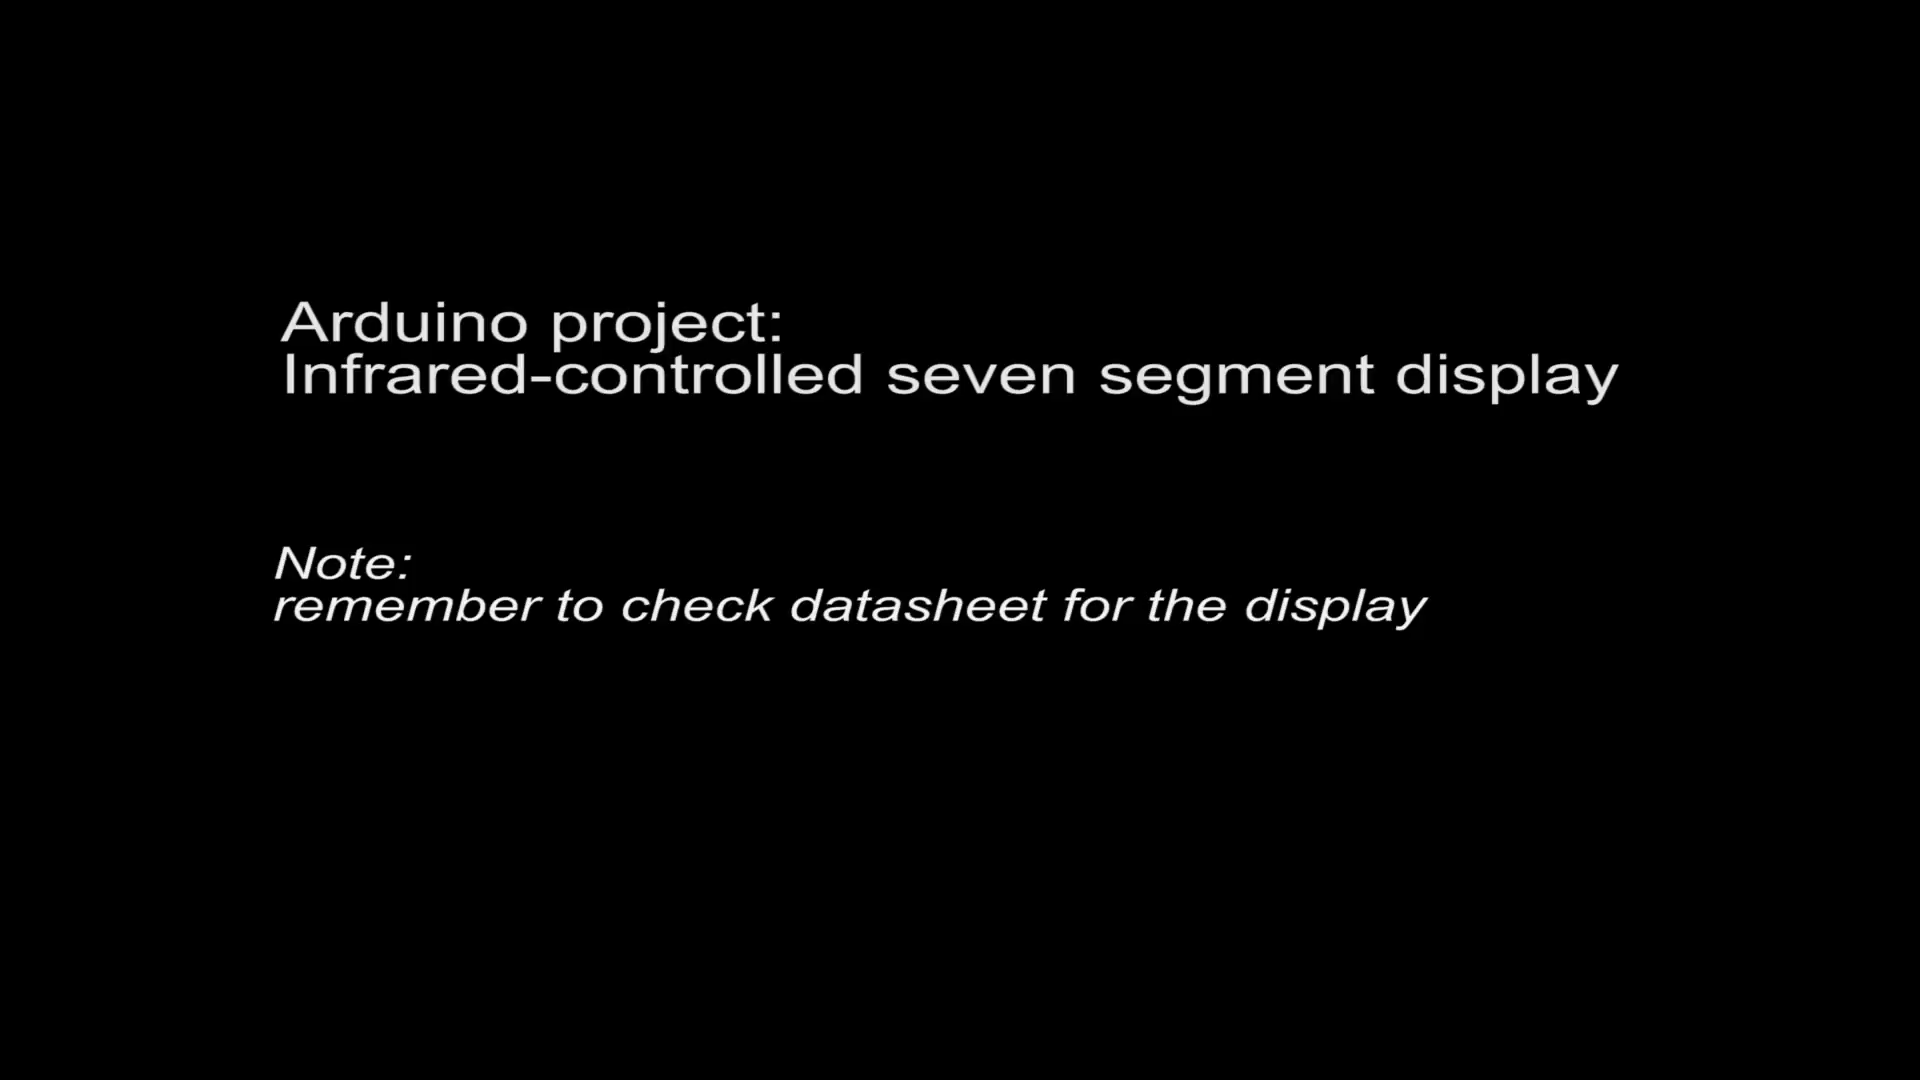 Arduino project:
Infrared-controlled seven segment display
Note:
remember to check datasheet for the display